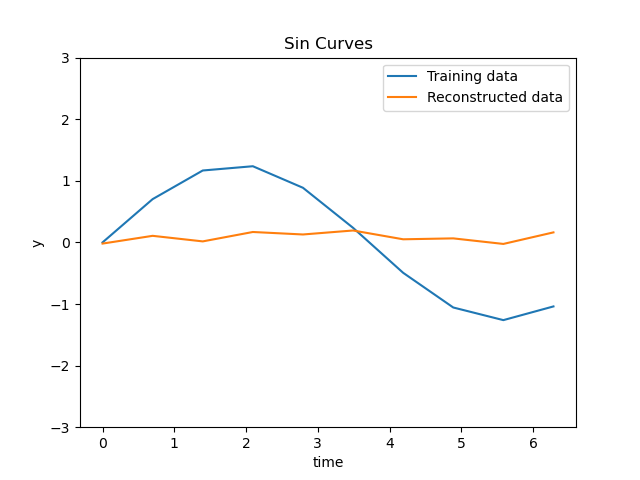 Sin Curves
Training data
Reconstructed data
3
2
1
0
−1
−2
−3
y
0 1 2 3 4 5 6
time